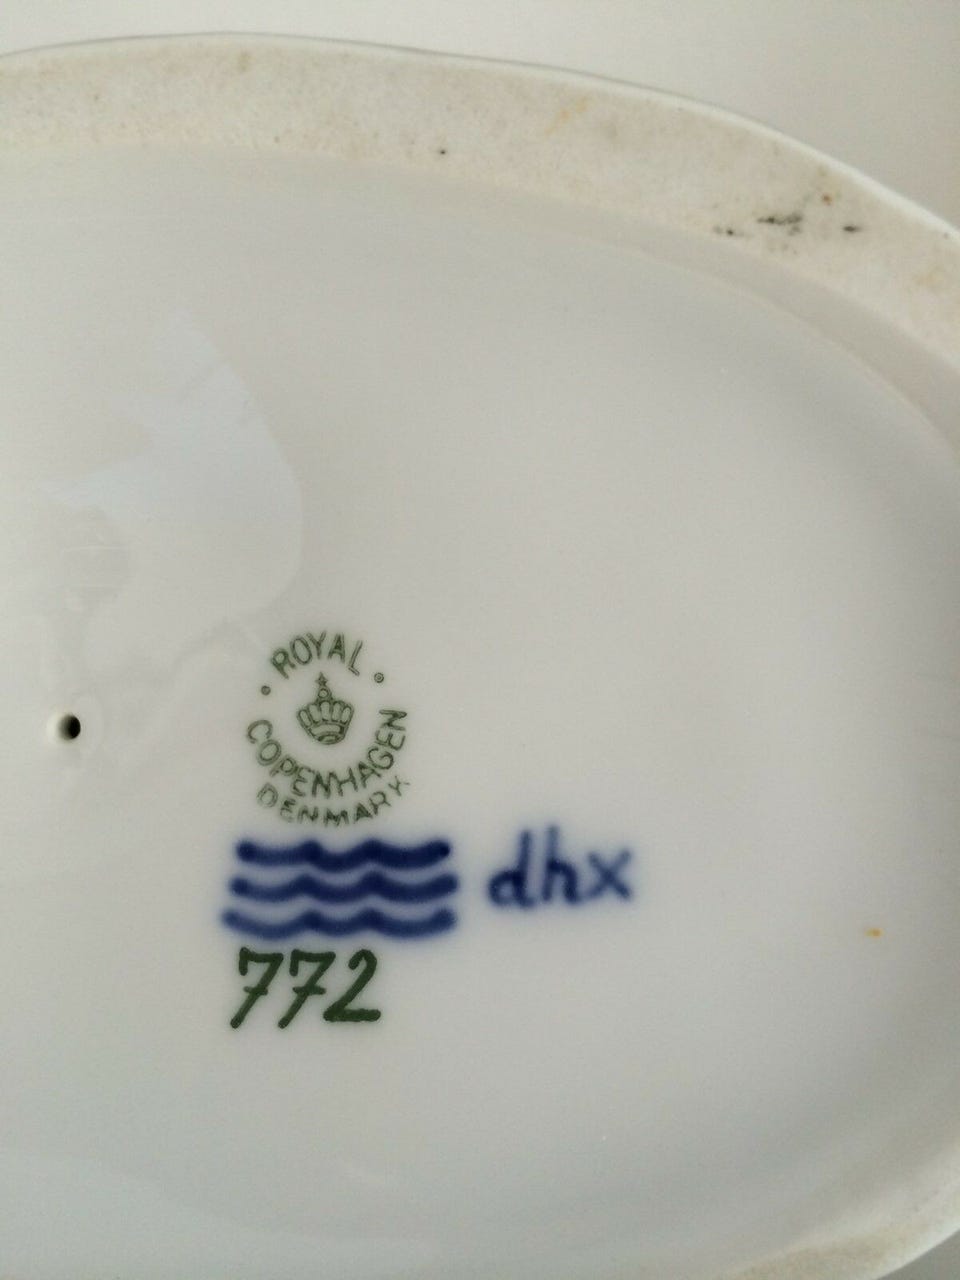 ROYAL
COPENHAGEN
DENMARK
dhx
772